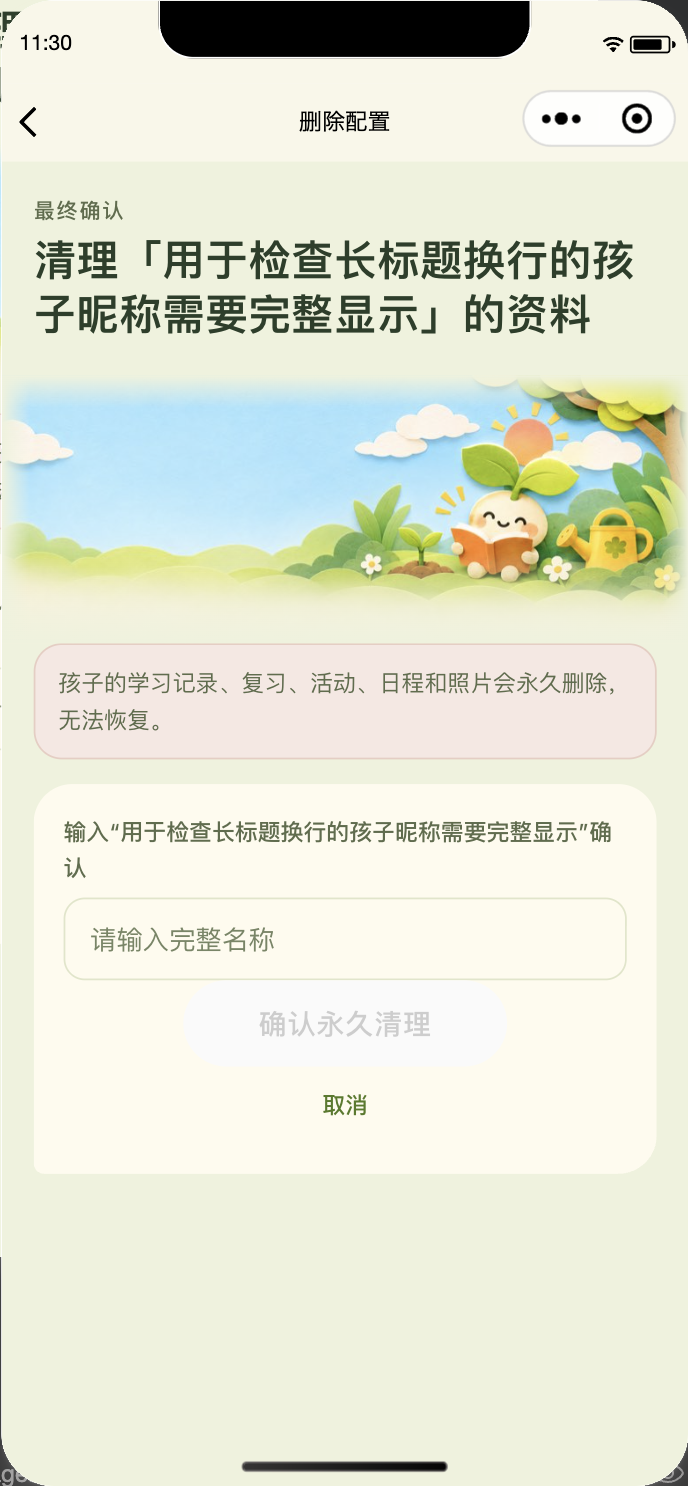 11:30
删除配置
最终确认
清理「用于检查长标题换行的孩
子昵称需要完整显示」的资料
孩子的学习记录、复习、活动、日程和照片会永久删除，
无法恢复。
输入“用于检查长标题换行的孩子昵称需要完整显示”确
认
请输入完整名称
确认永久清理
取消